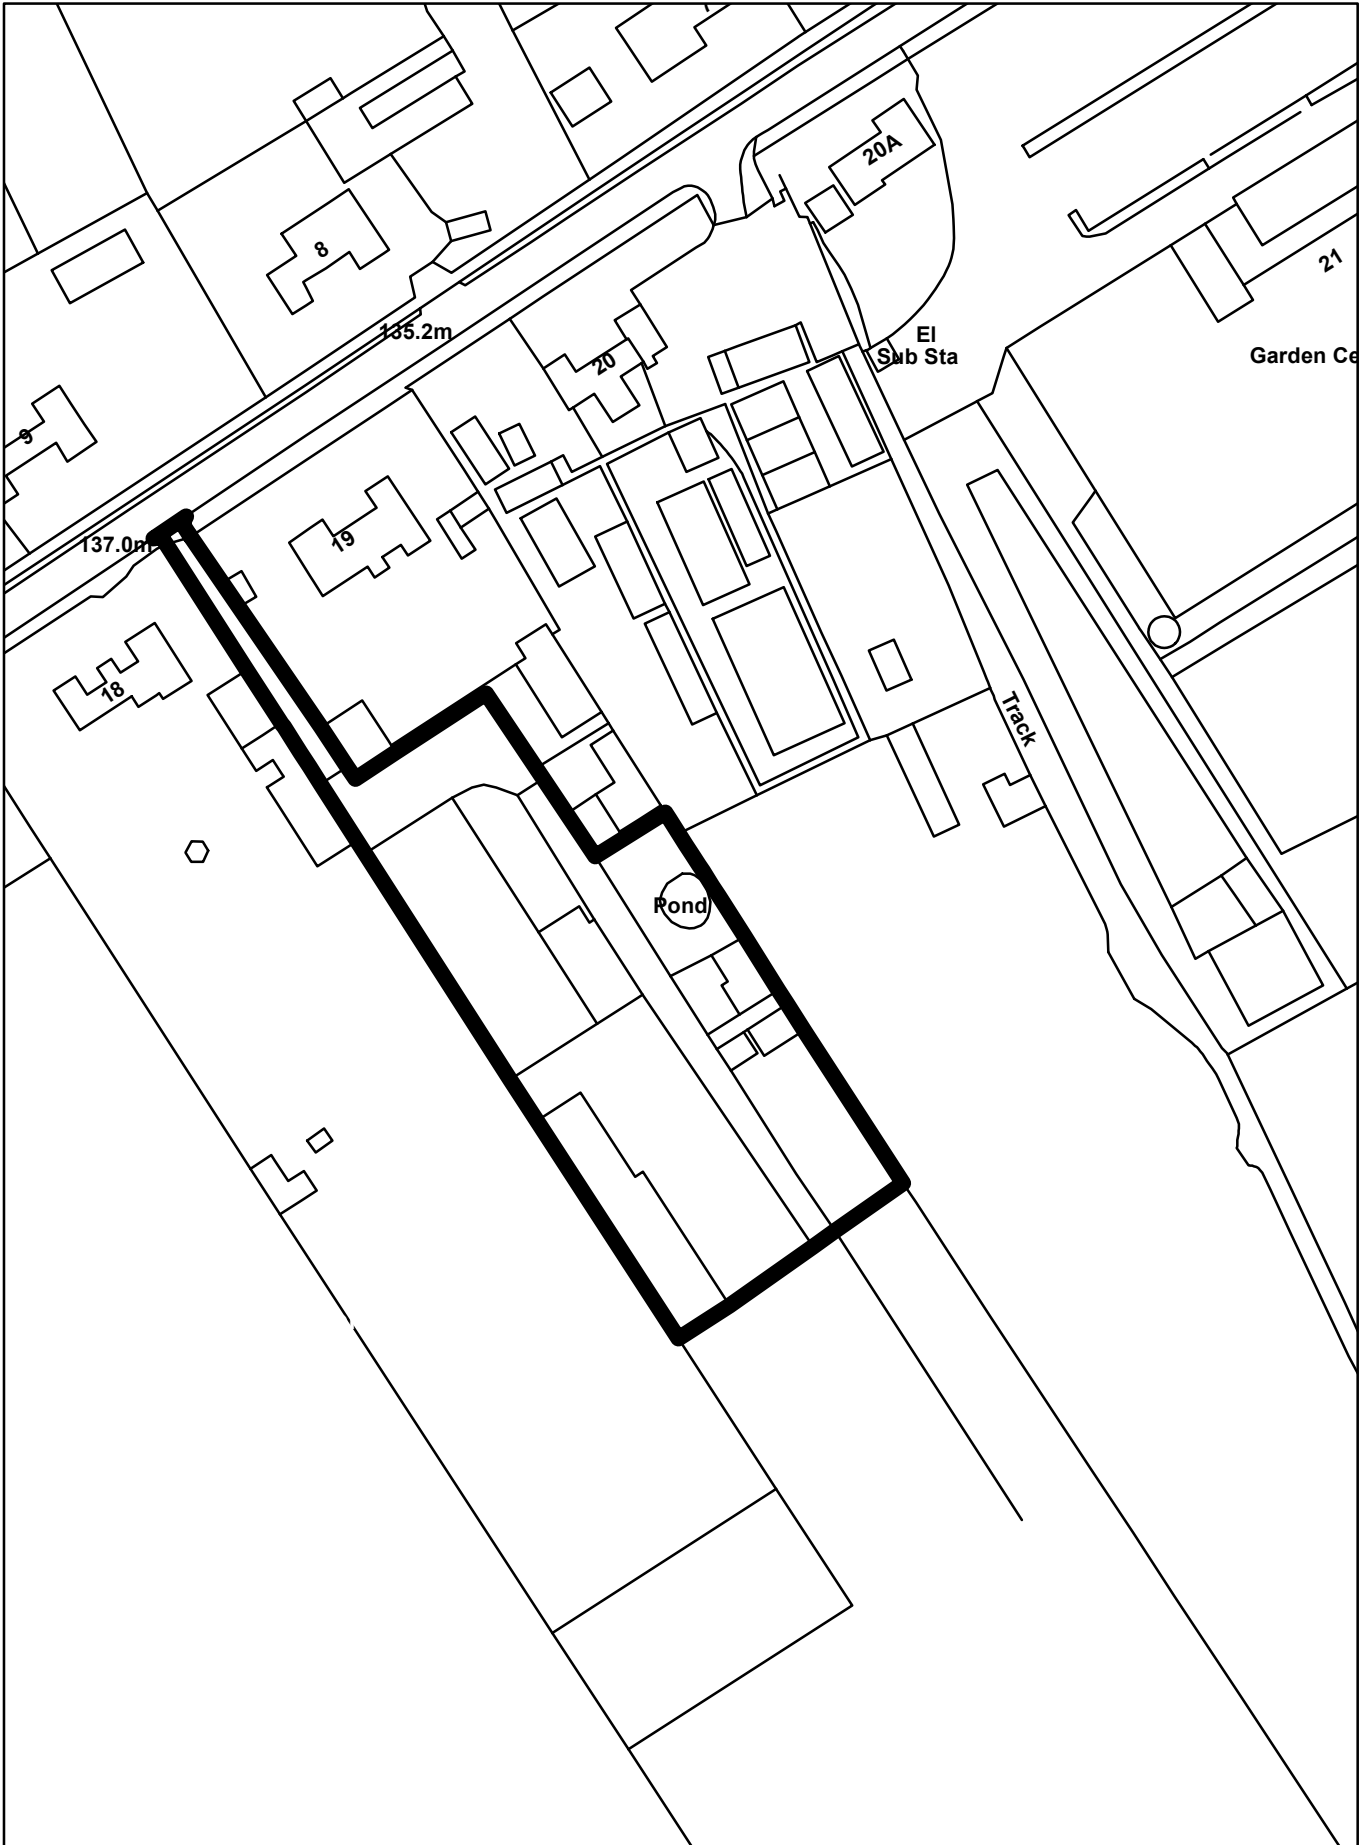 20A
8
21
135.2m
El
Sub Sta
Garden Ce
20
9
19
137.0m
18
Track
Pond